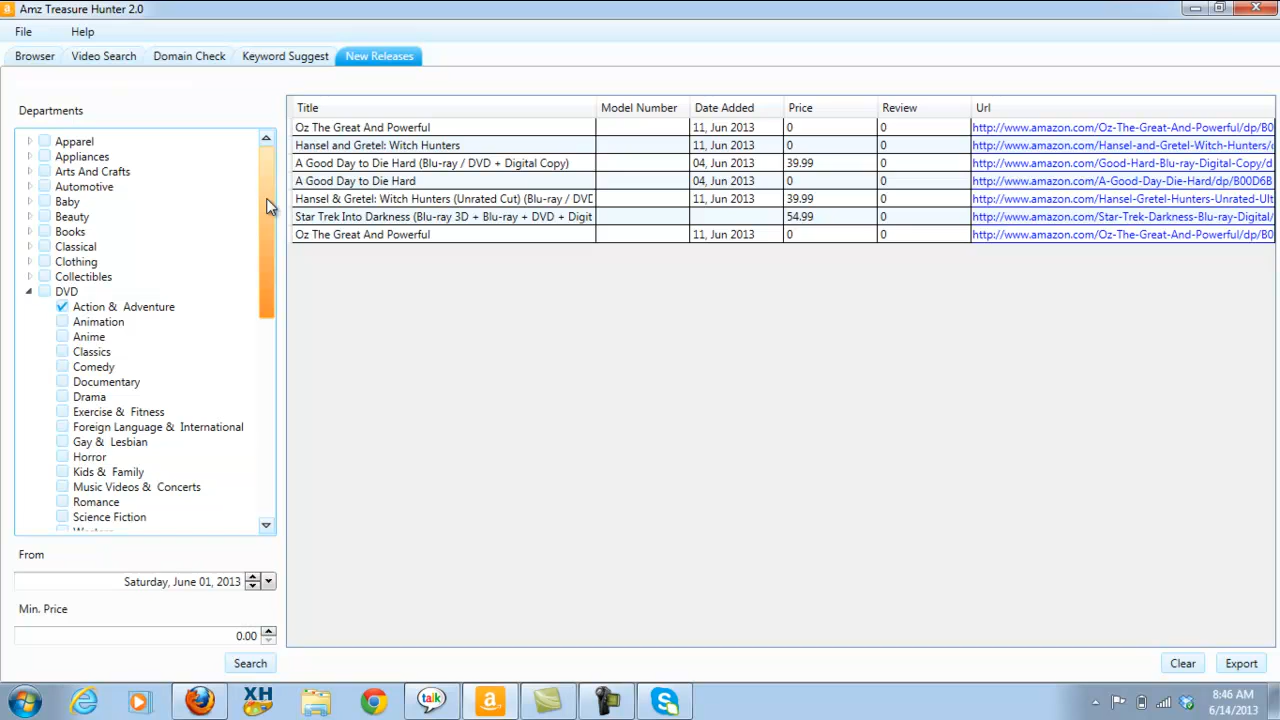 Amz Treasure Hunter 2.0
File Help
Browser Video Search Domain Check Keyword Suggest New Releases
Departments
Apparel
Appliances
Arts And Crafts
Automotive
Baby
Beauty
Books
Classical
Clothing
Collectibles
DVD
Action & Adventure
Animation
Anime
Classics
Comedy
Documentary
Drama
Exercise & Fitness
Foreign Language & International
Gay & Lesbian
Horror
Kids & Family
Music Videos & Concerts
Romance
Science Fiction
From
Saturday, June 01, 2013
Min. Price
0.00
Search
Title Model Number Date Added Price Review Url
Oz The Great And Powerful 11, Jun 2013 0 0 http://www.amazon.com/Oz-The-Great-And-Powerful/dp/B0
Hansel and Gretel: Witch Hunters 11, Jun 2013 0 0 http://www.amazon.com/Hansel-and-Gretel-Witch-Hunters/
A Good Day to Die Hard (Blu-ray / DVD + Digital Copy) 04, Jun 2013 39.99 0 http://www.amazon.com/Good-Hard-Blu-ray-Digital-Copy/d
A Good Day to Die Hard 04, Jun 2013 0 0 http://www.amazon.com/A-Good-Day-Die-Hard/dp/B00D6B
Hansel & Gretel: Witch Hunters (Unrated Cut) (Blu-ray / DVD 11, Jun 2013 39.99 0 http://www.amazon.com/Hansel-Gretel-Hunters-Unrated-Ult
Star Trek Into Darkness (Blu-ray 3D + Blu-ray + DVD + Digit 54.99 0 http://www.amazon.com/Star-Trek-Darkness-Blu-ray-Digital/
Oz The Great And Powerful 11, Jun 2013 0 0 http://www.amazon.com/Oz-The-Great-And-Powerful/dp/B0
Clear Export
XH talk
8:46 AM
6/14/2013